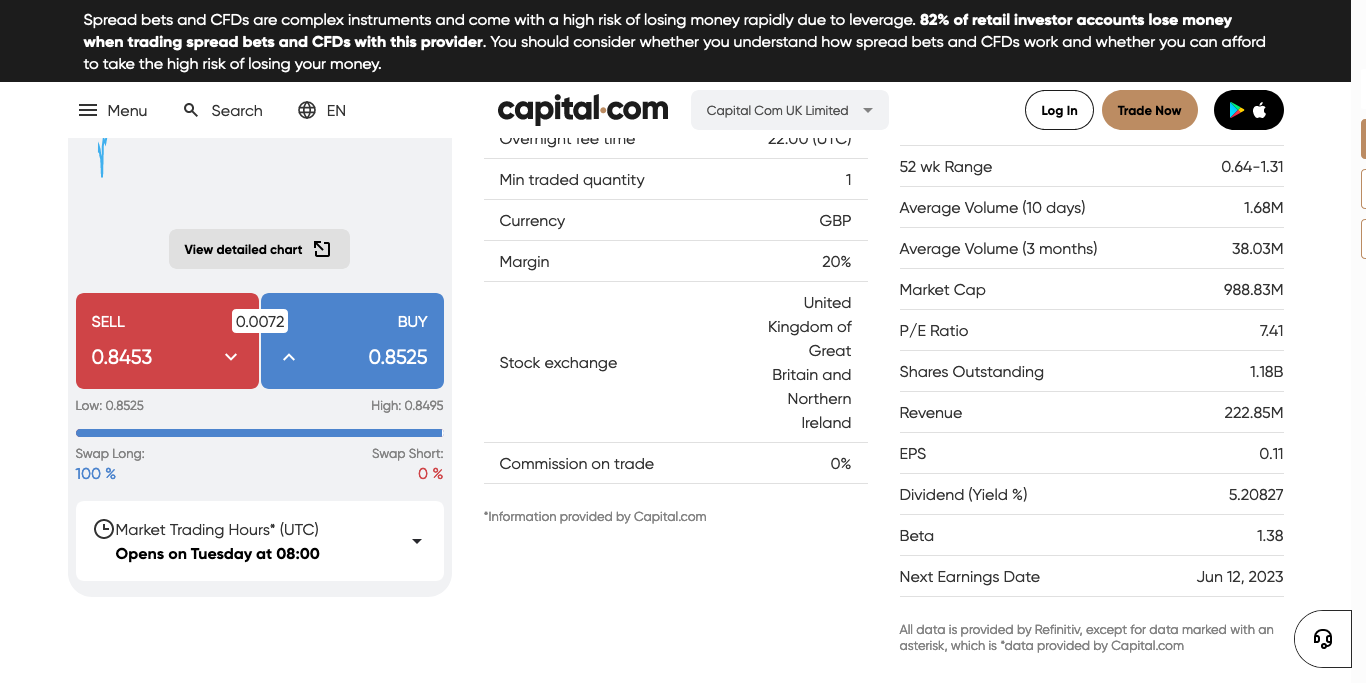 Spread bets and CFDs are complex instruments and come with a high risk of losing money rapidly due to leverage. 82% of retail investor accounts lose money
when trading spread bets and CFDs with this provider. You should consider whether you understand how spread bets and CFDs work and whether you can afford
to take the high risk of losing your money.
Menu
Search
EN
capital.com
Capital Com UK Limited
Log In
Trade Now
View detailed chart
SELL
0.0072
BUY
0.8453
0.8525
Low: 0.8525
High: 0.8495
Swap Long:
Swap Short:
100 %
0 %
Market Trading Hours* (UTC)
Opens on Tuesday at 08:00
Overnight fee time 22:00 (UTC)
Min traded quantity 1
Currency GBP
Margin 20%
Stock exchange
United
Kingdom of
Great
Britain and
Northern
Ireland
Commission on trade 0%
*Information provided by Capital.com
52 wk Range 0.64-1.31
Average Volume (10 days) 1.68M
Average Volume (3 months) 38.03M
Market Cap 988.83M
P/E Ratio 7.41
Shares Outstanding 1.18B
Revenue 222.85M
EPS 0.11
Dividend (Yield %) 5.20827
Beta 1.38
Next Earnings Date Jun 12, 2023
All data is provided by Refinitiv, except for data marked with an
asterisk, which is *data provided by Capital.com